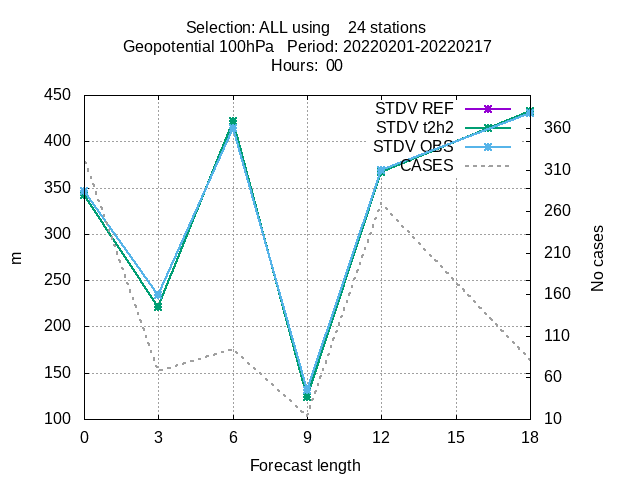 Selection: ALL using    24 stations
Geopotential 100hPa   Period: 20220201-20220217
Hours:  00
STDV REF
STDV t2h2
STDV OBS
CASES
450
400
350
300
250
200
150
100
m
360
310
260
210
160
110
60
10
No cases
0 3 6 9 12 15 18
Forecast length